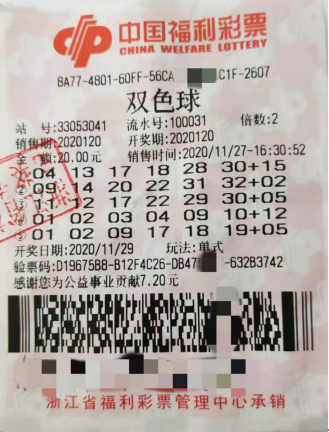 中国福利彩票
CHINA WELFARE LOTTERY
8A77-4801-60FF-56CA C1F-2607
双色球
站 号:33053041 流水号:100031 倍数:2
销售期:2020120 开奖期:2020120
金 额:20.00元 销售时间:2020/11/27-16:30:52
① 04 13 17 18 28 30+15
② 09 14 20 22 31 32+02
12 17 22 29 30+05
01 02 03 04 09 10+12
⑤ 01 02 09 17 18 19+05
开奖日期:2020/11/29 玩法:单式
验票码:D19675B8-B12F4C26-DB47 -632B3742
感谢您为公益事业贡献7.20元
浙江省福利彩票管理中心承销